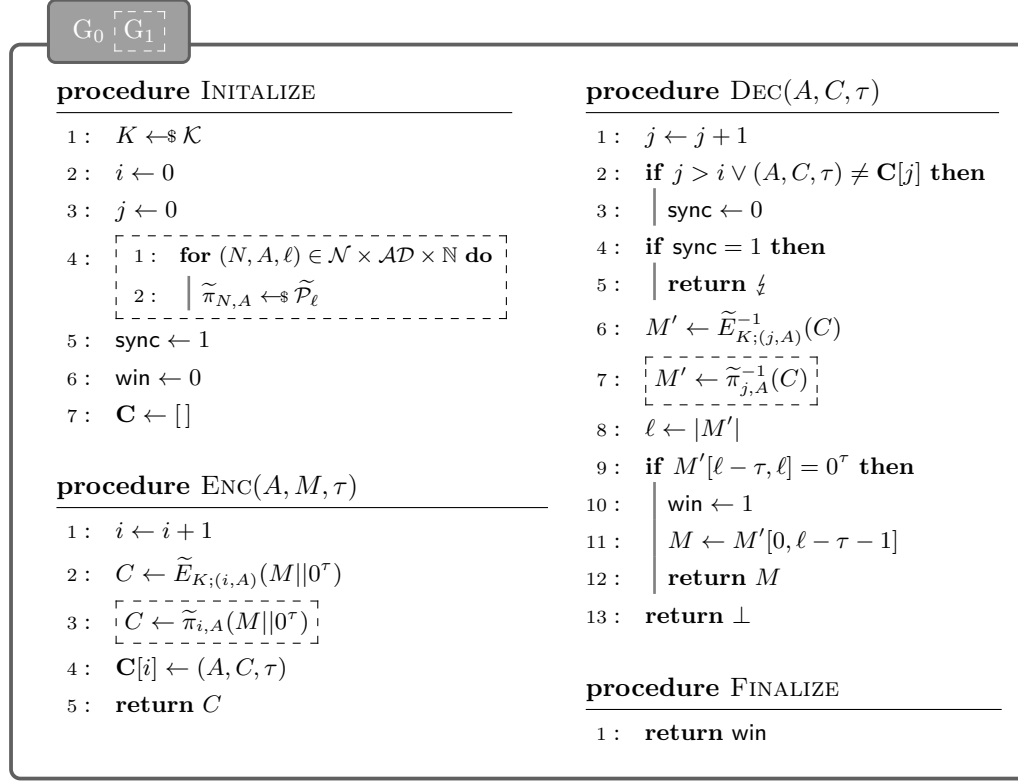 G₀ G₁
procedure INITALIZE
1 : K ←$ 𝒦
2 : i ← 0
3 : j ← 0
4 : 1 : for (N, A, ℓ) ∈ 𝒩 × 𝒜𝒟 × ℕ do
2 : π̃_{N,A} ←$ 𝒫̃_ℓ
5 : sync ← 1
6 : win ← 0
7 : C ← [ ]
procedure ENC(A, M, τ)
1 : i ← i + 1
2 : C ← Ẽ_{K;(i,A)}(M||0^τ)
3 : C ← π̃_{i,A}(M||0^τ)
4 : C[i] ← (A, C, τ)
5 : return C
procedure DEC(A, C, τ)
1 : j ← j + 1
2 : if j > i ∨ (A, C, τ) ≠ C[j] then
3 : sync ← 0
4 : if sync = 1 then
5 : return ↯
6 : M′ ← Ẽ^{-1}_{K;(j,A)}(C)
7 : M′ ← π̃^{-1}_{j,A}(C)
8 : ℓ ← |M′|
9 : if M′[ℓ − τ, ℓ] = 0^τ then
10 : win ← 1
11 : M ← M′[0, ℓ − τ − 1]
12 : return M
13 : return ⊥
procedure FINALIZE
1 : return win